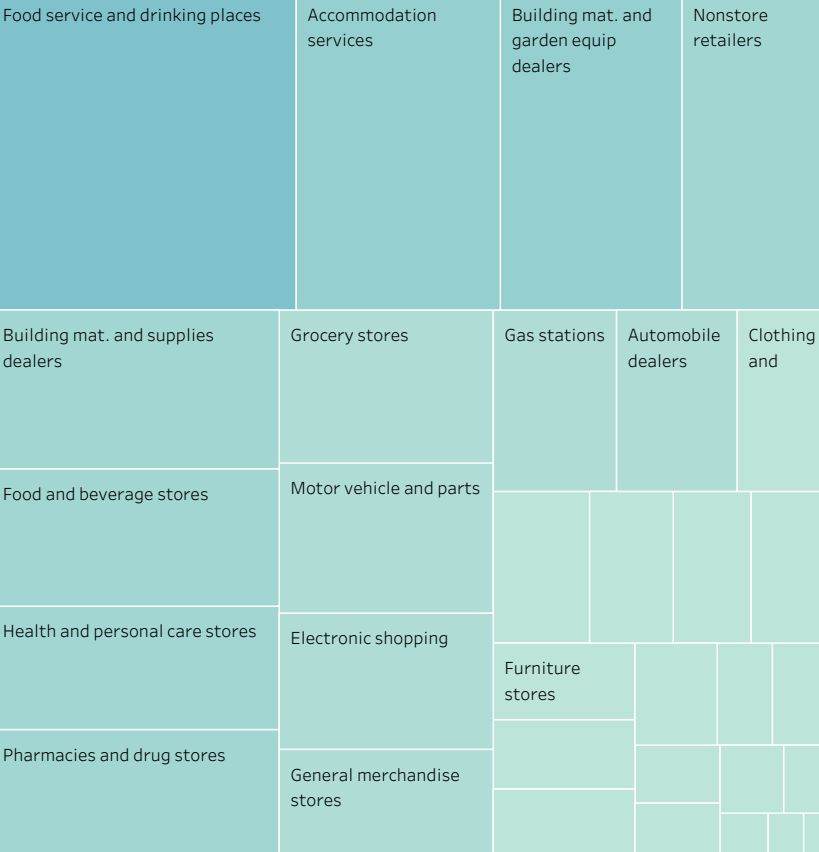 Food service and drinking places
Accommodation
services
Building mat. and
garden equip
dealers
Nonstore
retailers
Building mat. and supplies
dealers
Grocery stores
Gas stations
Automobile
dealers
Clothing
and
Food and beverage stores
Motor vehicle and parts
Health and personal care stores
Electronic shopping
Furniture
stores
Pharmacies and drug stores
General merchandise
stores